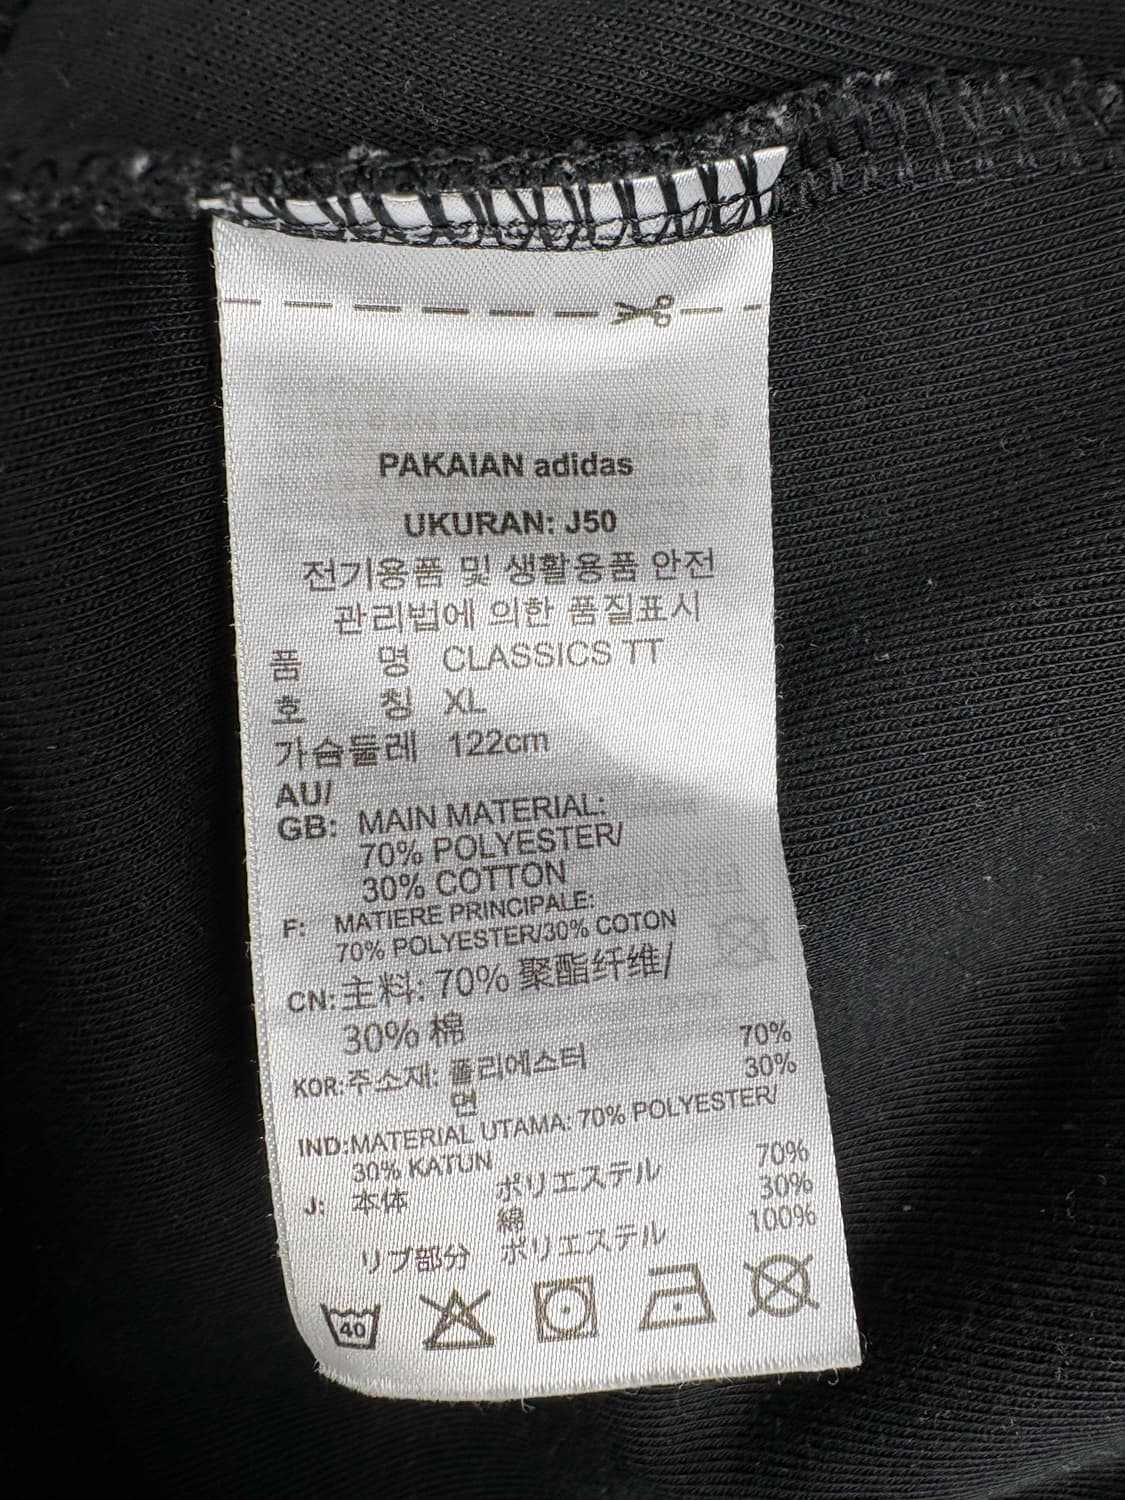 PAKAIAN adidas
UKURAN: J50
전기용품 및 생활용품 안전
관리법에 의한 품질표시
품 명 CLASSICS TT
호 칭 XL
가슴둘레 122cm
AU/
GB: MAIN MATERIAL:
70% POLYESTER/
30% COTTON
F: MATIERE PRINCIPALE:
70% POLYESTER/30% COTON
CN: 主料: 70% 聚酯纤维/
30% 棉
KOR: 주소재: 폴리에스터 70%
면 30%
IND: MATERIAL UTAMA: 70% POLYESTER/
30% KATUN
J: 本体 ポリエステル 70%
綿 30%
リブ部分 ポリエステル 100%
40